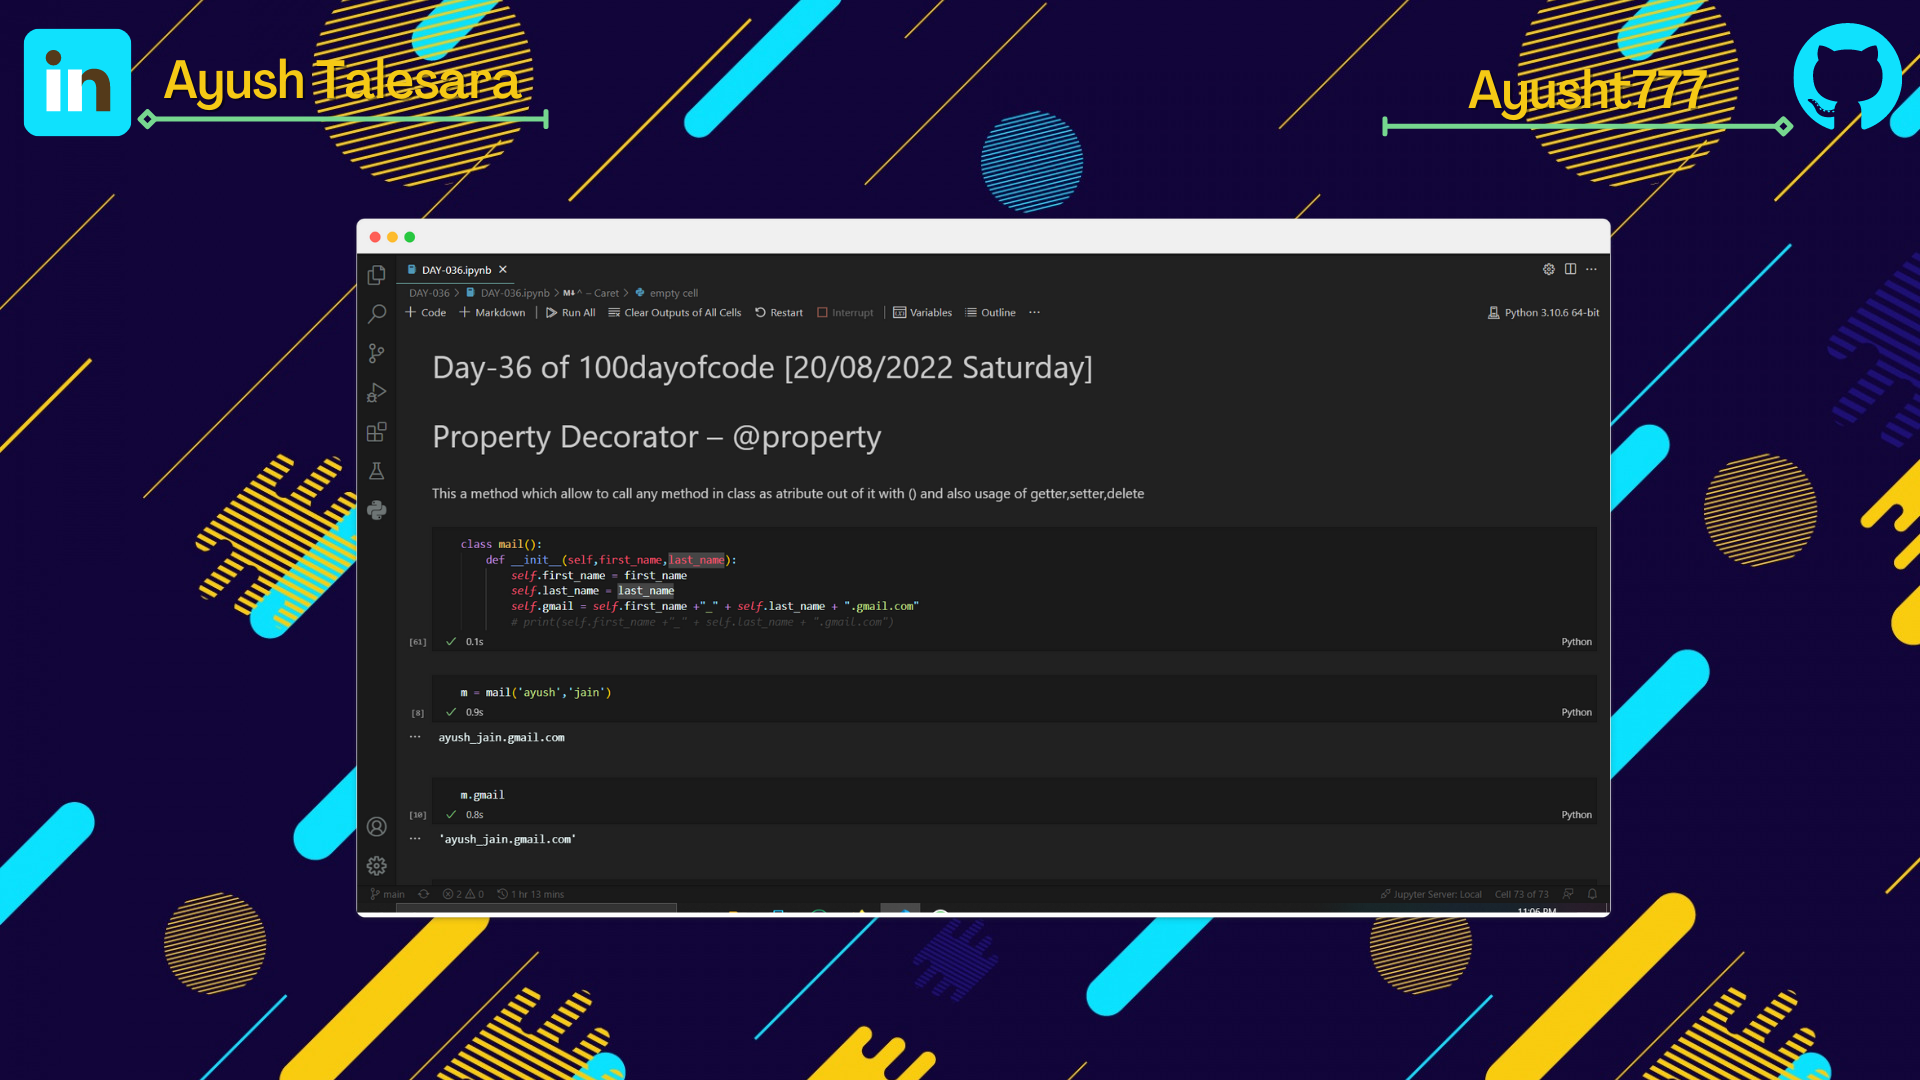 in
Ayush Talesara
Ayusht777
DAY-036.ipynb ×
DAY-036 > DAY-036.ipynb > M↓^ – Caret > empty cell
+ Code + Markdown | Run All Clear Outputs of All Cells Restart Interrupt | Variables Outline ...
Python 3.10.6 64-bit
Day-36 of 100dayofcode [20/08/2022 Saturday]
Property Decorator – @property
This a method which allow to call any method in class as atribute out of it with () and also usage of getter,setter,delete
class mail():
def __init__(self,first_name,last_name):
self.first_name = first_name
self.last_name = last_name
self.gmail = self.first_name +"_" + self.last_name + ".gmail.com"
# print(self.first_name +"_" + self.last_name + ".gmail.com")
[61] ✓ 0.1s Python
m = mail('ayush','jain')
[8] ✓ 0.9s Python
... ayush_jain.gmail.com
m.gmail
[10] ✓ 0.8s Python
... 'ayush_jain.gmail.com'
main 2 0 1 hr 13 mins Jupyter Server: Local Cell 73 of 73
11:06 PM